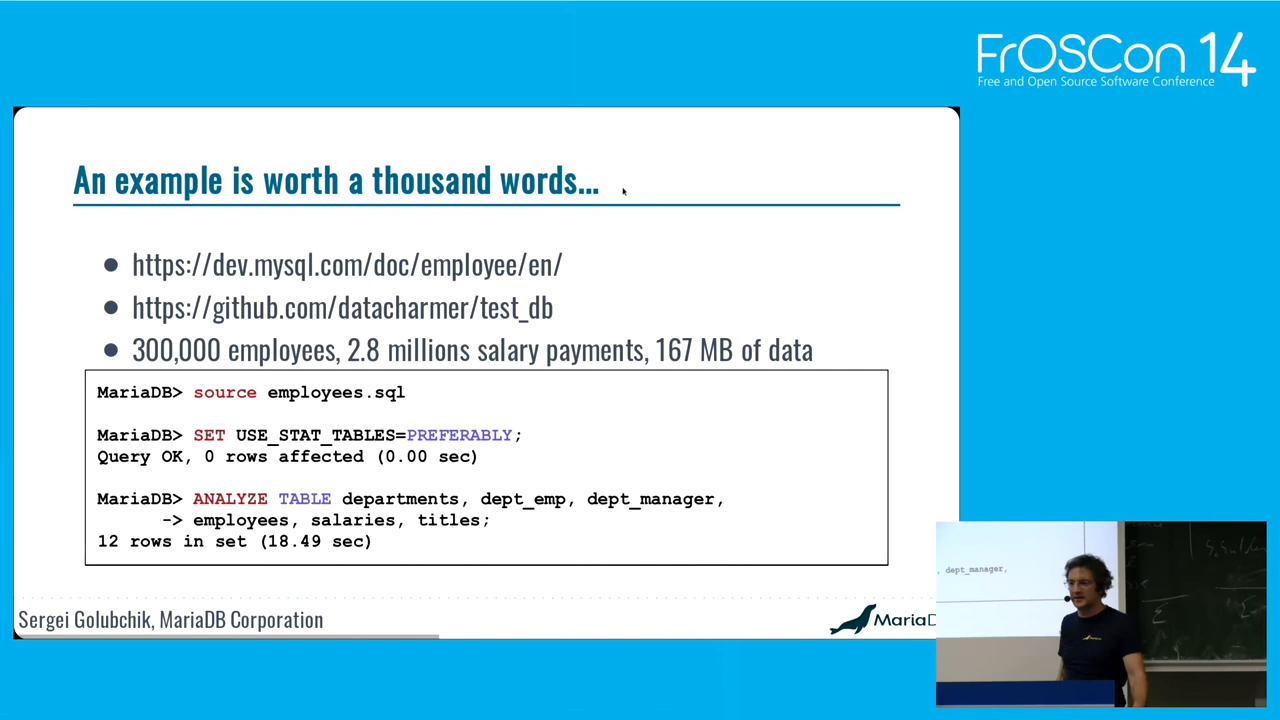 FrOSCon 14
Free and Open Source Software Conference
An example is worth a thousand words...
● https://dev.mysql.com/doc/employee/en/
● https://github.com/datacharmer/test_db
● 300,000 employees, 2.8 millions salary payments, 167 MB of data
MariaDB> source employees.sql
MariaDB> SET USE_STAT_TABLES=PREFERABLY;
Query OK, 0 rows affected (0.00 sec)
MariaDB> ANALYZE TABLE departments, dept_emp, dept_manager,
-> employees, salaries, titles;
12 rows in set (18.49 sec)
Sergei Golubchik, MariaDB Corporation
MariaD
, dept_manager,